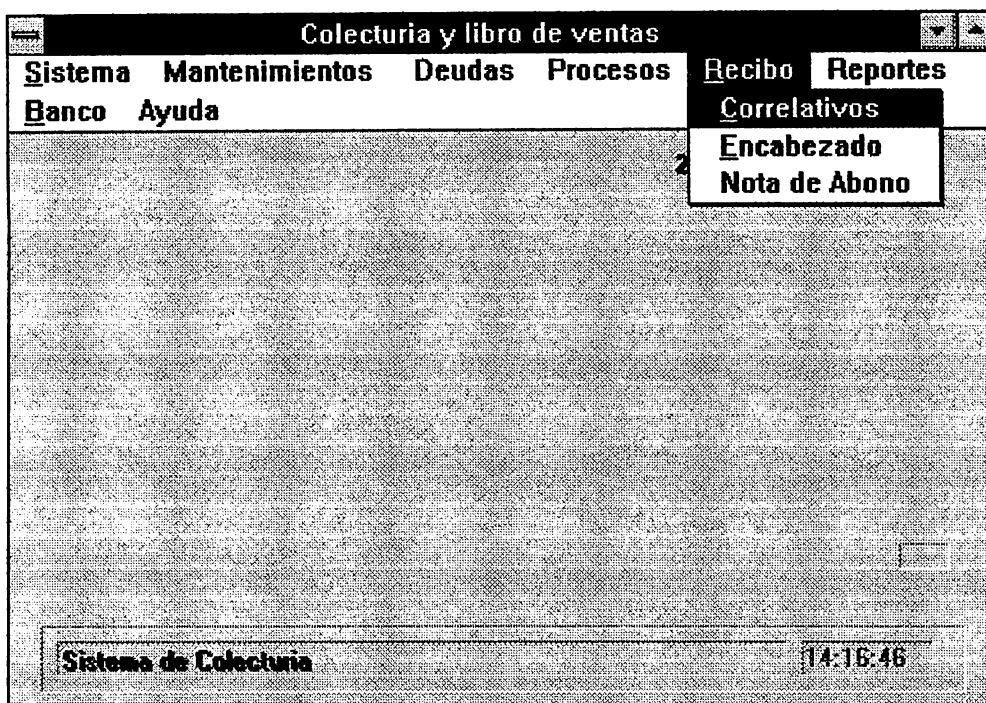 Colecturia y libro de ventas
Sistema Mantenimientos Deudas Procesos Recibo Reportes
Banco Ayuda
Correlativos
2
Encabezado
Nota de Abono
Sistema de Colecturia 14:16:46